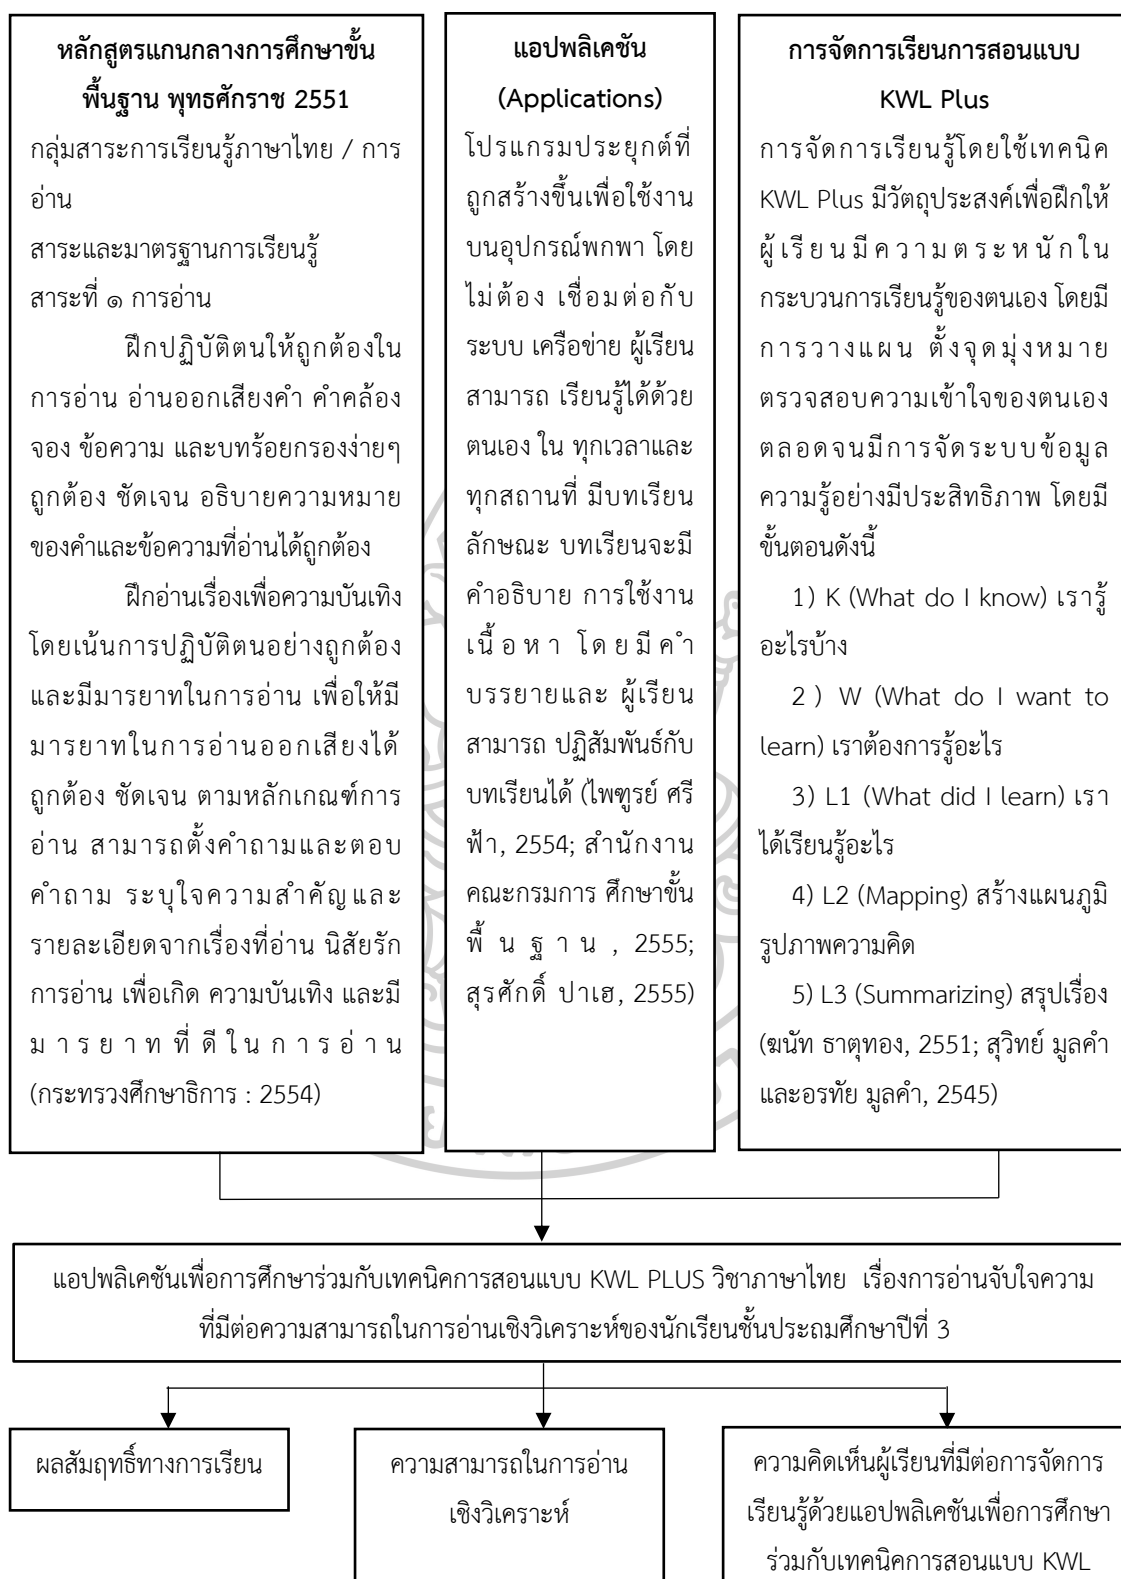 หลักสูตรแกนกลางการศึกษาขั้น
พื้นฐาน พุทธศักราช 2551
กลุ่มสาระการเรียนรู้ภาษาไทย / การ
อ่าน
สาระและมาตรฐานการเรียนรู้
สาระที่ ๑ การอ่าน
ฝึกปฏิบัติตนให้ถูกต้องใน
การอ่าน อ่านออกเสียงคำ คำคล้อง
จอง ข้อความ และบทร้อยกรองง่ายๆ
ถูกต้อง ชัดเจน อธิบายความหมาย
ของคำและข้อความที่อ่านได้ถูกต้อง
ฝึกอ่านเรื่องเพื่อความบันเทิง
โดยเน้นการปฏิบัติตนอย่างถูกต้อง
และมีมารยาทในการอ่าน เพื่อให้มี
มารยาทในการอ่านออกเสียงได้
ถูกต้อง ชัดเจน ตามหลักเกณฑ์การ
อ่าน สามารถตั้งคำถามและตอบ
คำถาม ระบุใจความสำคัญและ
รายละเอียดจากเรื่องที่อ่าน นิสัยรัก
การอ่าน เพื่อเกิด ความบันเทิง และมี
มารยาทที่ดีในการอ่าน
(กระทรวงศึกษาธิการ : 2554)
แอปพลิเคชัน
(Applications)
โปรแกรมประยุกต์ที่
ถูกสร้างขึ้นเพื่อใช้งาน
บนอุปกรณ์พกพา โดย
ไม่ต้อง เชื่อมต่อกับ
ระบบ เครือข่าย ผู้เรียน
สามารถ เรียนรู้ได้ด้วย
ตนเอง ใน ทุกเวลาและ
ทุกสถานที่ มีบทเรียน
ลักษณะ บทเรียนจะมี
คำอธิบาย การใช้งาน
เนื้อหา โดยมีคำ
บรรยายและ ผู้เรียน
สามารถ ปฏิสัมพันธ์กับ
บทเรียนได้ (ไพฑูรย์ ศรี
ฟ้า, 2554; สำนักงาน
คณะกรมการ ศึกษาขั้น
พื้นฐาน, 2555;
สุรศักดิ์ ปาเฮ, 2555)
การจัดการเรียนการสอนแบบ
KWL Plus
การจัดการเรียนรู้โดยใช้เทคนิค
KWL Plus มีวัตถุประสงค์เพื่อฝึกให้
ผู้เรียนมีความตระหนักใน
กระบวนการเรียนรู้ของตนเอง โดยมี
การวางแผน ตั้งจุดมุ่งหมาย
ตรวจสอบความเข้าใจของตนเอง
ตลอดจนมีการจัดระบบข้อมูล
ความรู้อย่างมีประสิทธิภาพ โดยมี
ขั้นตอนดังนี้
1) K (What do I know) เรารู้
อะไรบ้าง
2 ) W (What do I want to
learn) เราต้องการรู้อะไร
3) L1 (What did I learn) เรา
ได้เรียนรู้อะไร
4) L2 (Mapping) สร้างแผนภูมิ
รูปภาพความคิด
5) L3 (Summarizing) สรุปเรื่อง
(ฆนัท ธาตุทอง, 2551; สุวิทย์ มูลคำ
และอรทัย มูลคำ, 2545)
แอปพลิเคชันเพื่อการศึกษาร่วมกับเทคนิคการสอนแบบ KWL PLUS วิชาภาษาไทย เรื่องการอ่านจับใจความ
ที่มีต่อความสามารถในการอ่านเชิงวิเคราะห์ของนักเรียนชั้นประถมศึกษาปีที่ 3
ผลสัมฤทธิ์ทางการเรียน
ความสามารถในการอ่าน
เชิงวิเคราะห์
ความคิดเห็นผู้เรียนที่มีต่อการจัดการ
เรียนรู้ด้วยแอปพลิเคชันเพื่อการศึกษา
ร่วมกับเทคนิคการสอนแบบ KWL